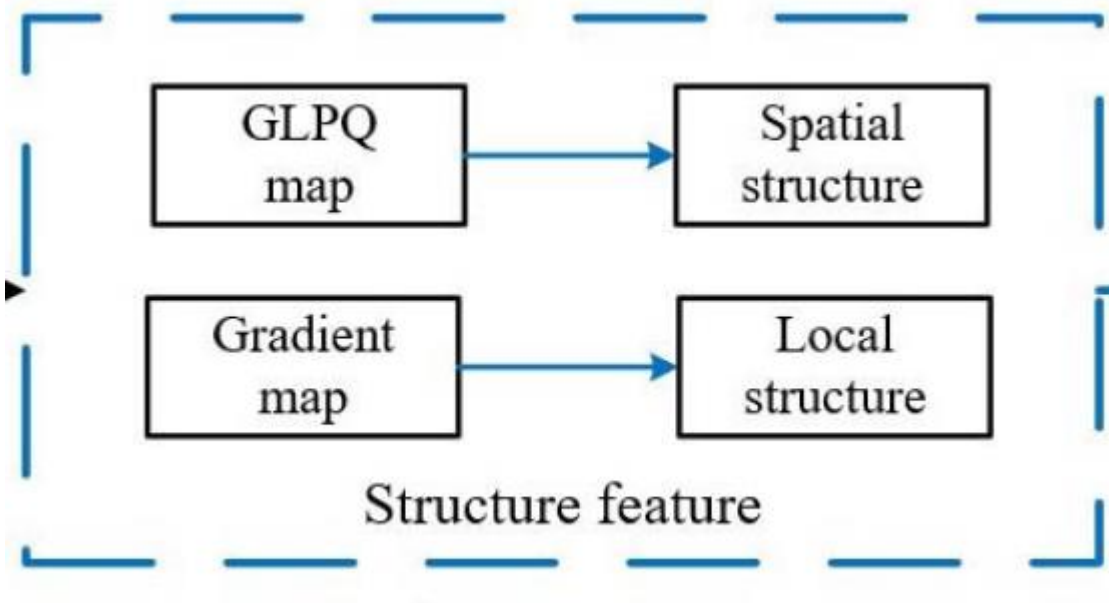 GLPQ
map
Spatial
structure
Gradient
map
Local
structure
Structure feature